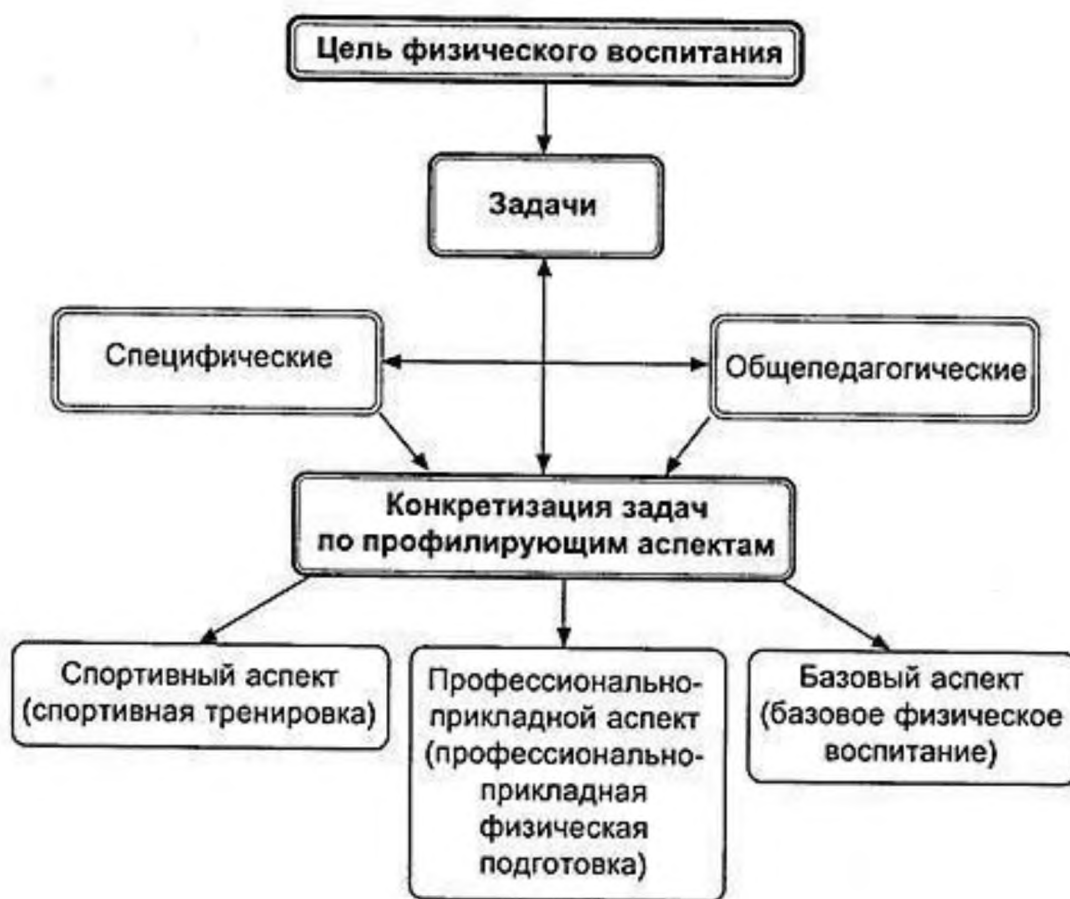 Цель физического воспитания
Задачи
Специфические
Общепедагогические
Конкретизация задач
по профилирующим аспектам
Спортивный аспект
(спортивная тренировка)
Профессионально-
прикладной аспект
(профессионально-
прикладная
физическая
подготовка)
Базовый аспект
(базовое физическое
воспитание)